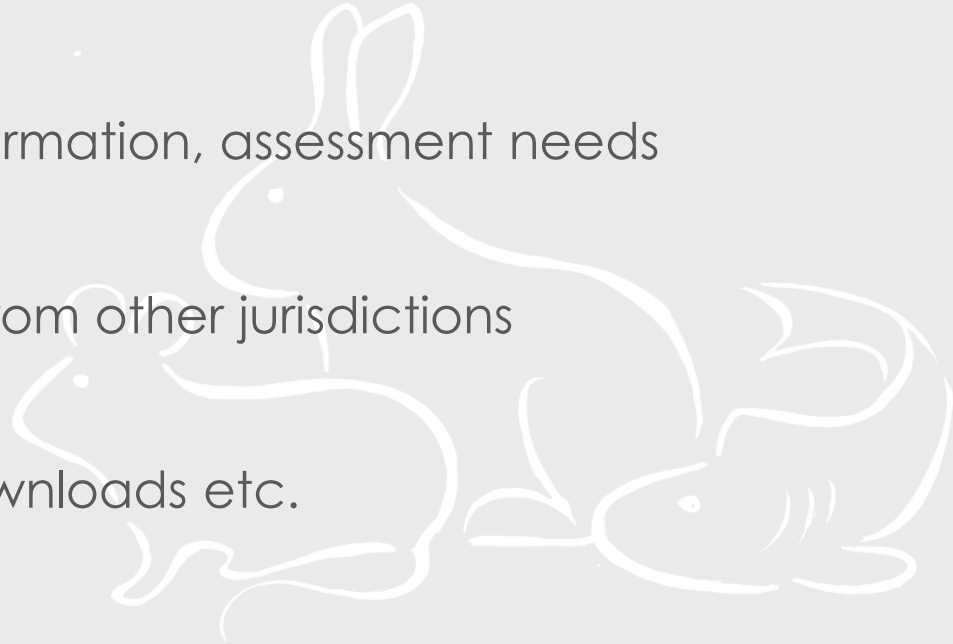 rmation, assessment needs
om other jurisdictions
wnloads etc.